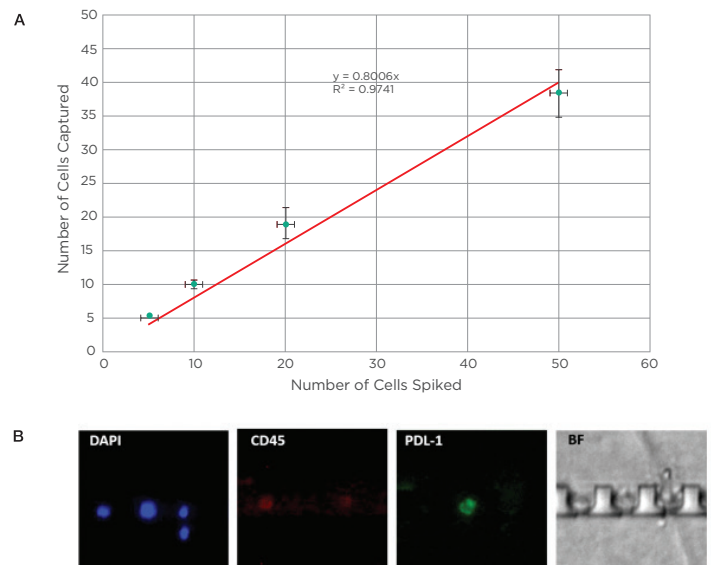 A
50
45
40
35
30
25
20
15
10
5
0
Number of Cells Captured
y = 0.8006x
R² = 0.9741
0 10 20 30 40 50 60
Number of Cells Spiked
B
DAPI CD45 PDL-1 BF